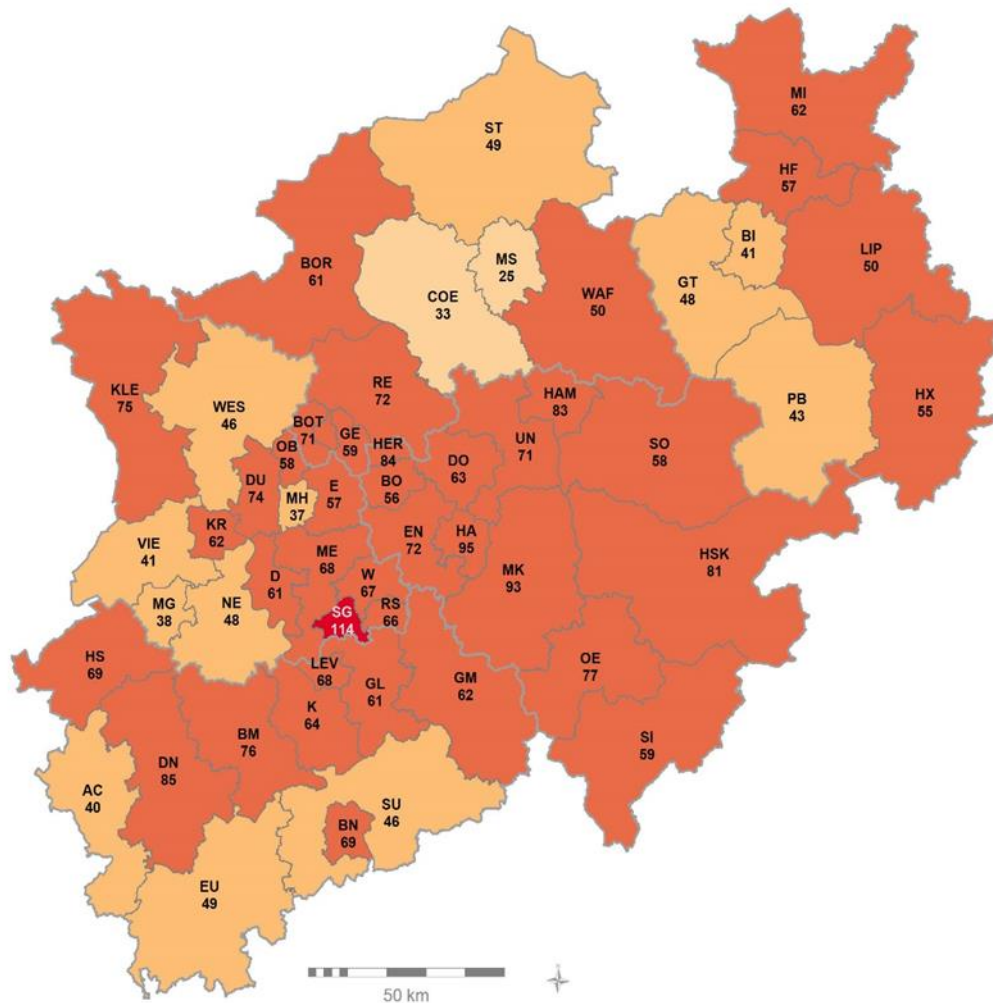 MI
62
ST
49
HF
57
BI
41
LIP
50
MS
25
BOR
61
GT
48
COE
33
WAF
50
KLE
75
RE
72
HAM
83
PB
43
HX
55
WES
46
BOT
71
GE
59
HER
84
UN
71
SO
58
OB
58
DO
63
DU
74
MH
37
E
57
BO
56
KR
62
EN
72
HA
95
VIE
41
ME
68
HSK
81
MK
93
D
61
W
67
MG
38
NE
48
SG
114
RS
66
HS
69
LEV
68
OE
77
GL
61
GM
62
K
64
BM
76
SI
59
DN
85
AC
40
SU
46
BN
69
EU
49
50 km